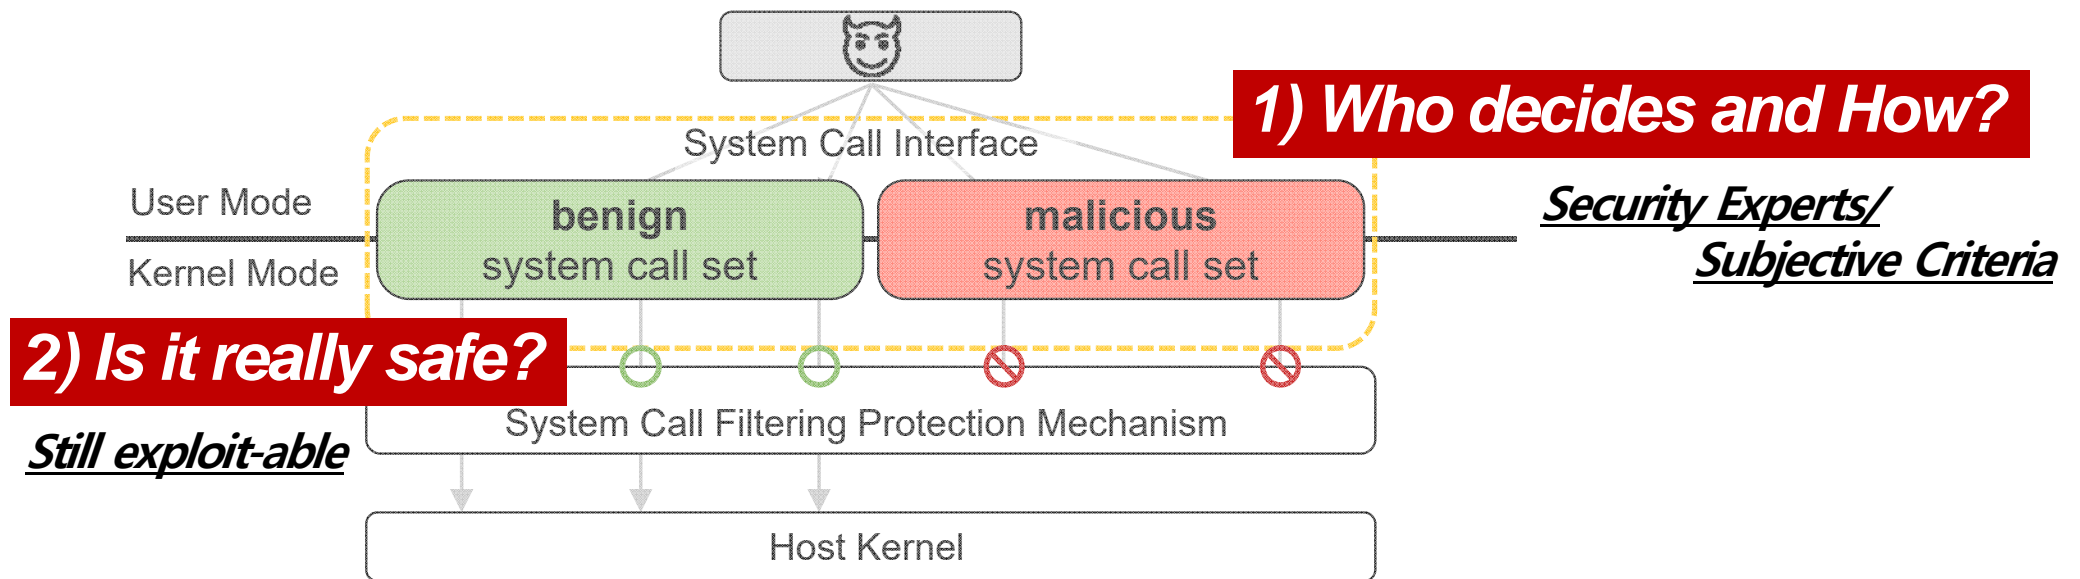 1) Who decides and How?
System Call Interface
User Mode
benign
system call set
malicious
system call set
Security Experts/
Subjective Criteria
Kernel Mode
2) Is it really safe?
System Call Filtering Protection Mechanism
Still exploit-able
Host Kernel